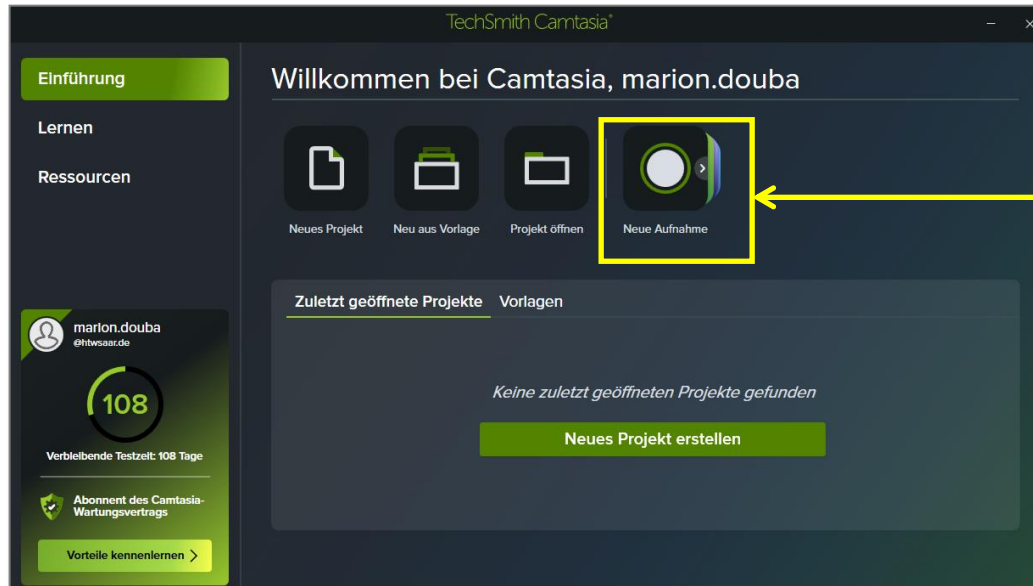 TechSmith Camtasia®
Einführung
Lernen
Ressourcen
Willkommen bei Camtasia, marion.douba
Neues Projekt
Neu aus Vorlage
Projekt öffnen
Neue Aufnahme
Zuletzt geöffnete Projekte
Vorlagen
Keine zuletzt geöffneten Projekte gefunden
Neues Projekt erstellen
marion.douba
@htwsaar.de
108
Verbleibende Testzeit: 108 Tage
Abonnent des Camtasia-
Wartungsvertrags
Vorteile kennenlernen